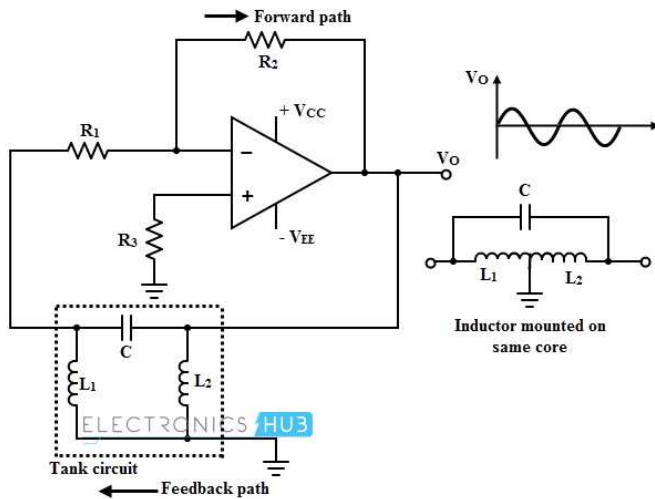 Forward path
R2
VO
+ VCC
R1
VO
C
R3
- VEE
L1
L2
C
Inductor mounted on
same core
L1
L2
ELECTRONICS HUB
Tank circuit
Feedback path